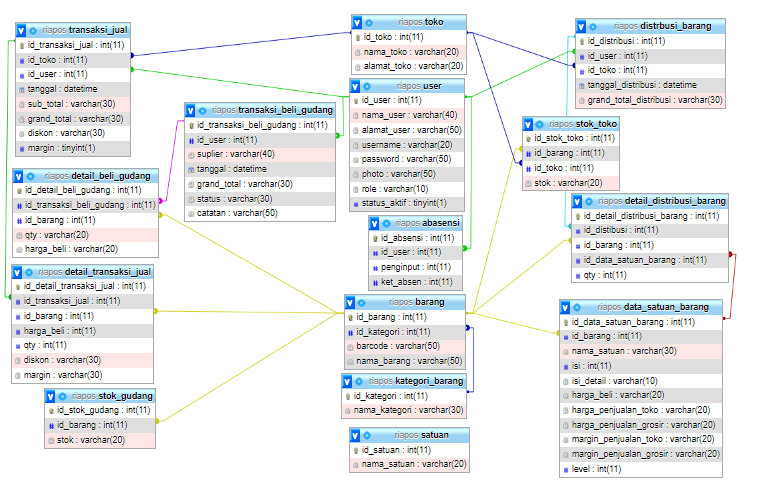 riapos transaksi_jual
id_transaksi_jual : int(11)
id_toko : int(11)
id_user : int(11)
tanggal : datetime
sub_total : varchar(30)
grand_total : varchar(30)
diskon : varchar(30)
margin : tinyint(1)
riapos toko
id_toko : int(11)
nama_toko : varchar(20)
alamat_toko : varchar(20)
riapos distrbusi_barang
id_distribusi : int(11)
id_user : int(11)
id_toko : int(11)
tanggal_distribusi : datetime
grand_total_distribusi : varchar(30)
riapos user
id_user : int(11)
nama_user : varchar(40)
alamat_user : varchar(50)
username : varchar(20)
password : varchar(50)
photo : varchar(50)
role : varchar(10)
status_aktif : tinyint(1)
riapos transaksi_beli_gudang
id_transaksi_beli_gudang : int(11)
id_user : int(11)
suplier : varchar(40)
tanggal : datetime
grand_total : varchar(30)
status : varchar(30)
catatan : varchar(50)
riapos stok_toko
id_stok_toko : int(11)
id_barang : int(11)
id_toko : int(11)
stok : varchar(20)
riapos detail_beli_gudang
id_detail_beli_gudang : int(11)
id_transaksi_beli_gudang : int(11)
id_barang : int(11)
qty : varchar(20)
harga_beli : varchar(20)
riapos detail_distribusi_barang
id_detail_distribusi_barang : int(11)
id_distibusi : int(11)
id_barang : int(11)
id_data_satuan_barang : int(11)
qty : int(11)
riapos abasensi
id_absensi : int(11)
id_user : int(11)
penginput : int(11)
ket_absen : int(11)
riapos detail_transaksi_jual
id_detail_transaksi_jual : int(11)
id_transaksi_jual : int(11)
id_barang : int(11)
harga_beli : int(11)
qty : int(11)
diskon : varchar(30)
margin : varchar(30)
riapos barang
id_barang : int(11)
id_kategori : int(11)
barcode : varchar(50)
nama_barang : varchar(50)
riapos data_satuan_barang
id_data_satuan_barang : int(11)
id_barang : int(11)
nama_satuan : varchar(30)
isi : int(11)
isi_detail : varchar(10)
harga_beli : varchar(20)
harga_penjualan_toko : varchar(20)
harga_penjualan_grosir : varchar(20)
margin_penjualan_toko : varchar(20)
margin_penjualan_grosir : varchar(20)
level : int(11)
riapos kategori_barang
id_kategori : int(11)
nama_kategori : varchar(30)
riapos stok_gudang
id_stok_gudang : int(11)
id_barang : int(11)
stok : varchar(20)
riapos satuan
id_satuan : int(11)
nama_satuan : varchar(20)